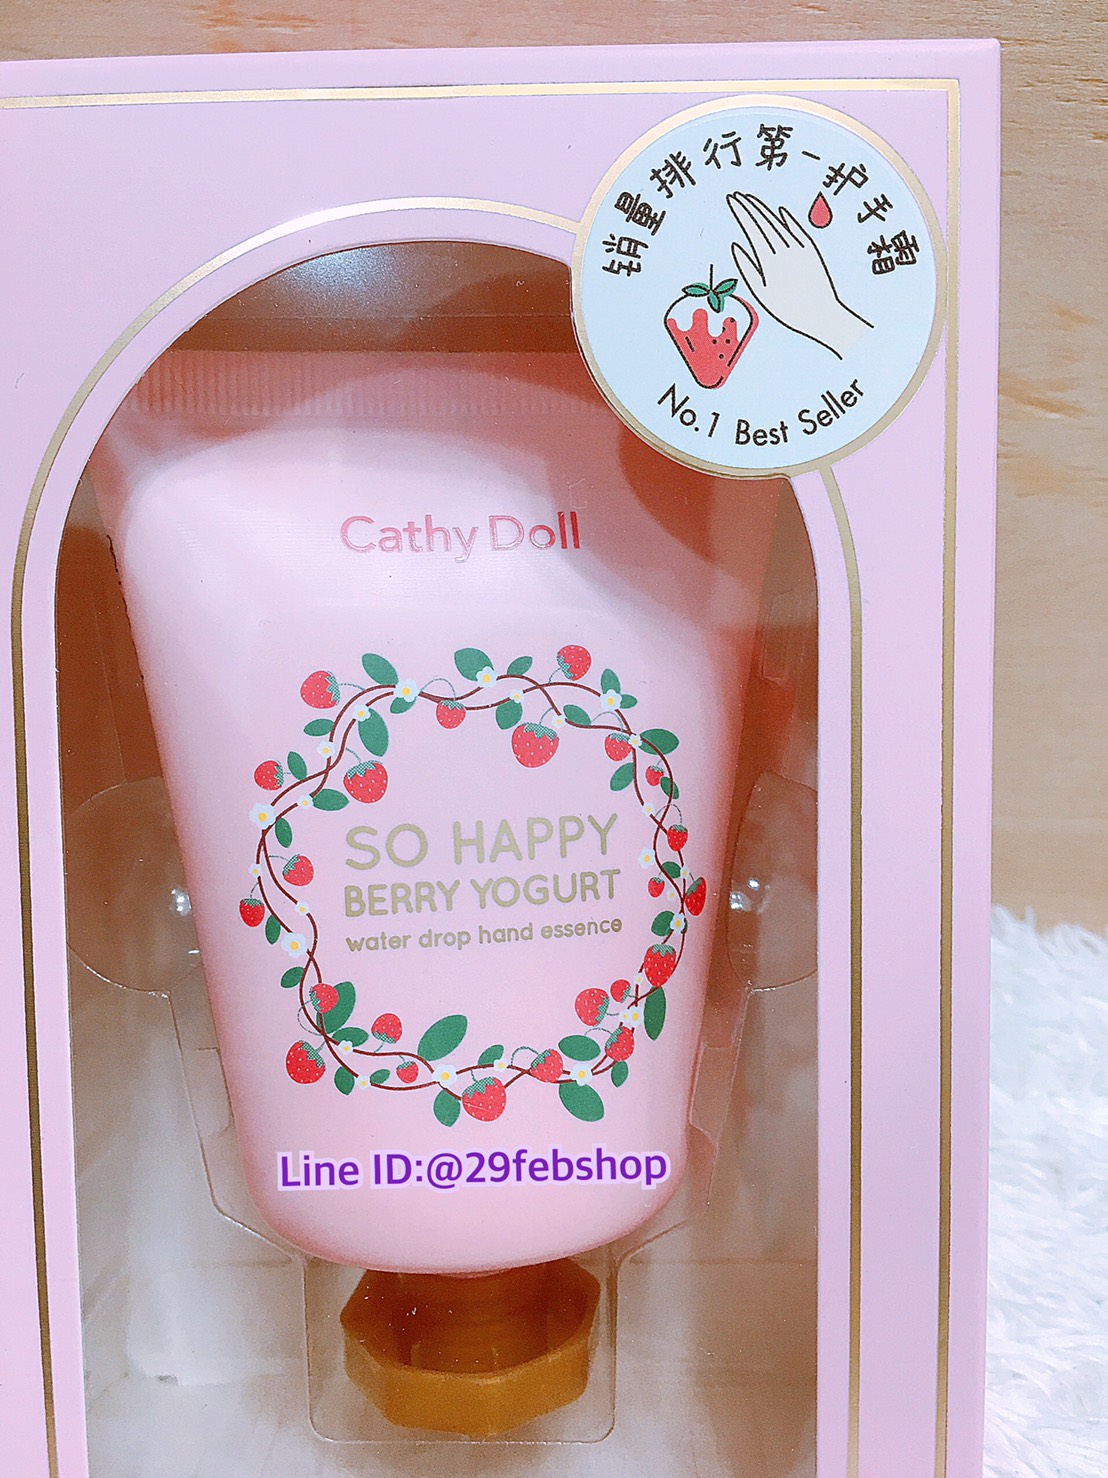 销量排行第一护手霜
No.1 Best Seller
Cathy Doll
SO HAPPY
BERRY YOGURT
water drop hand essence
Line ID:@29febshop